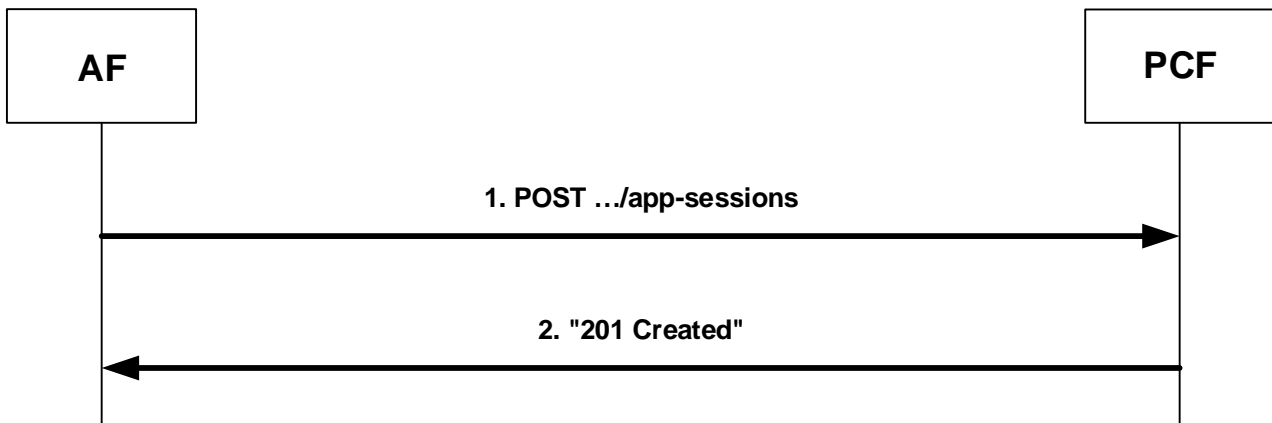 AF
PCF
1. POST …/app-sessions
2. "201 Created"